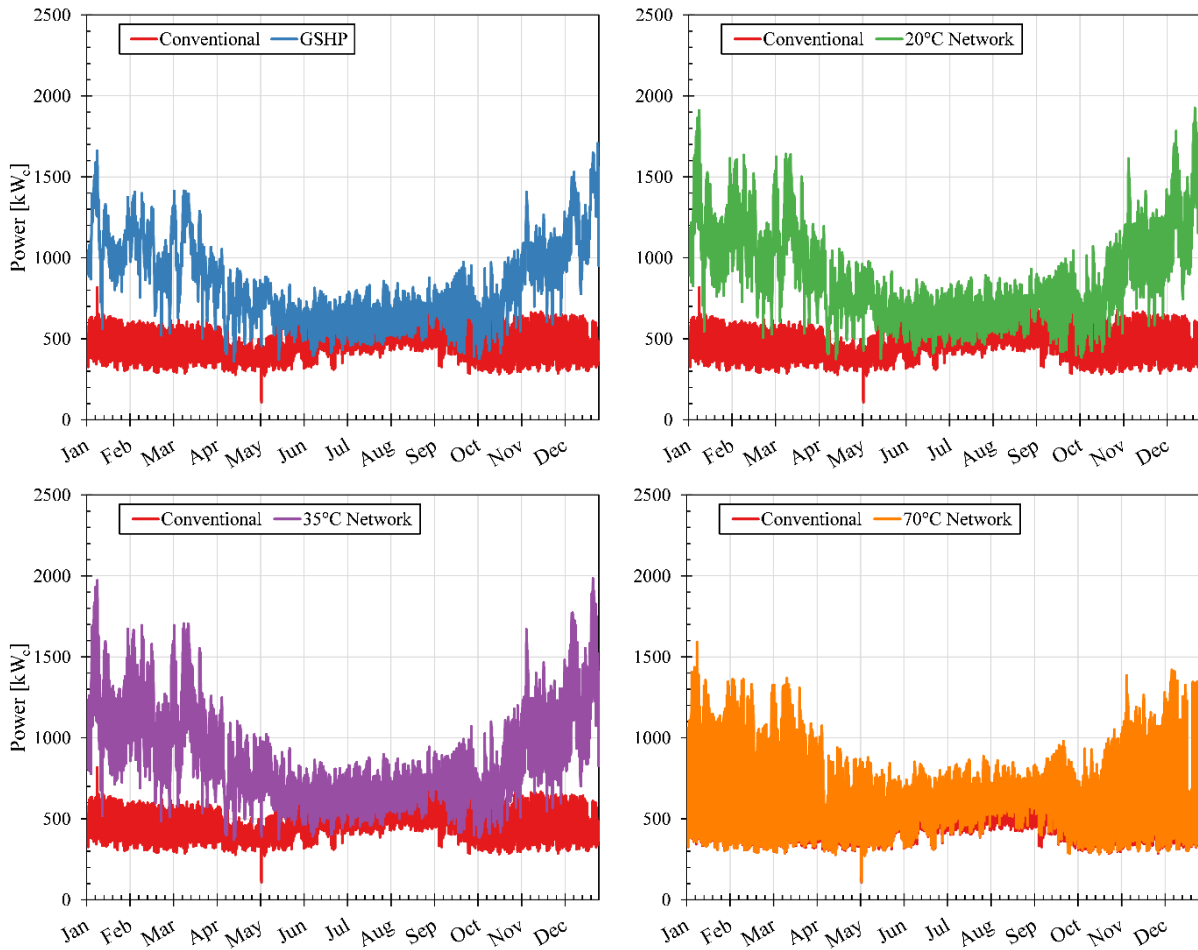 Conventional GSHP
Power [kWe]
2500
2000
1500
1000
500
0
Jan Feb Mar Apr May Jun Jul Aug Sep Oct Nov Dec
Conventional 20°C Network
2500
2000
1500
1000
500
0
Jan Feb Mar Apr May Jun Jul Aug Sep Oct Nov Dec
Conventional 35°C Network
Power [kWe]
2500
2000
1500
1000
500
0
Jan Feb Mar Apr May Jun Jul Aug Sep Oct Nov Dec
Conventional 70°C Network
2500
2000
1500
1000
500
0
Jan Feb Mar Apr May Jun Jul Aug Sep Oct Nov Dec